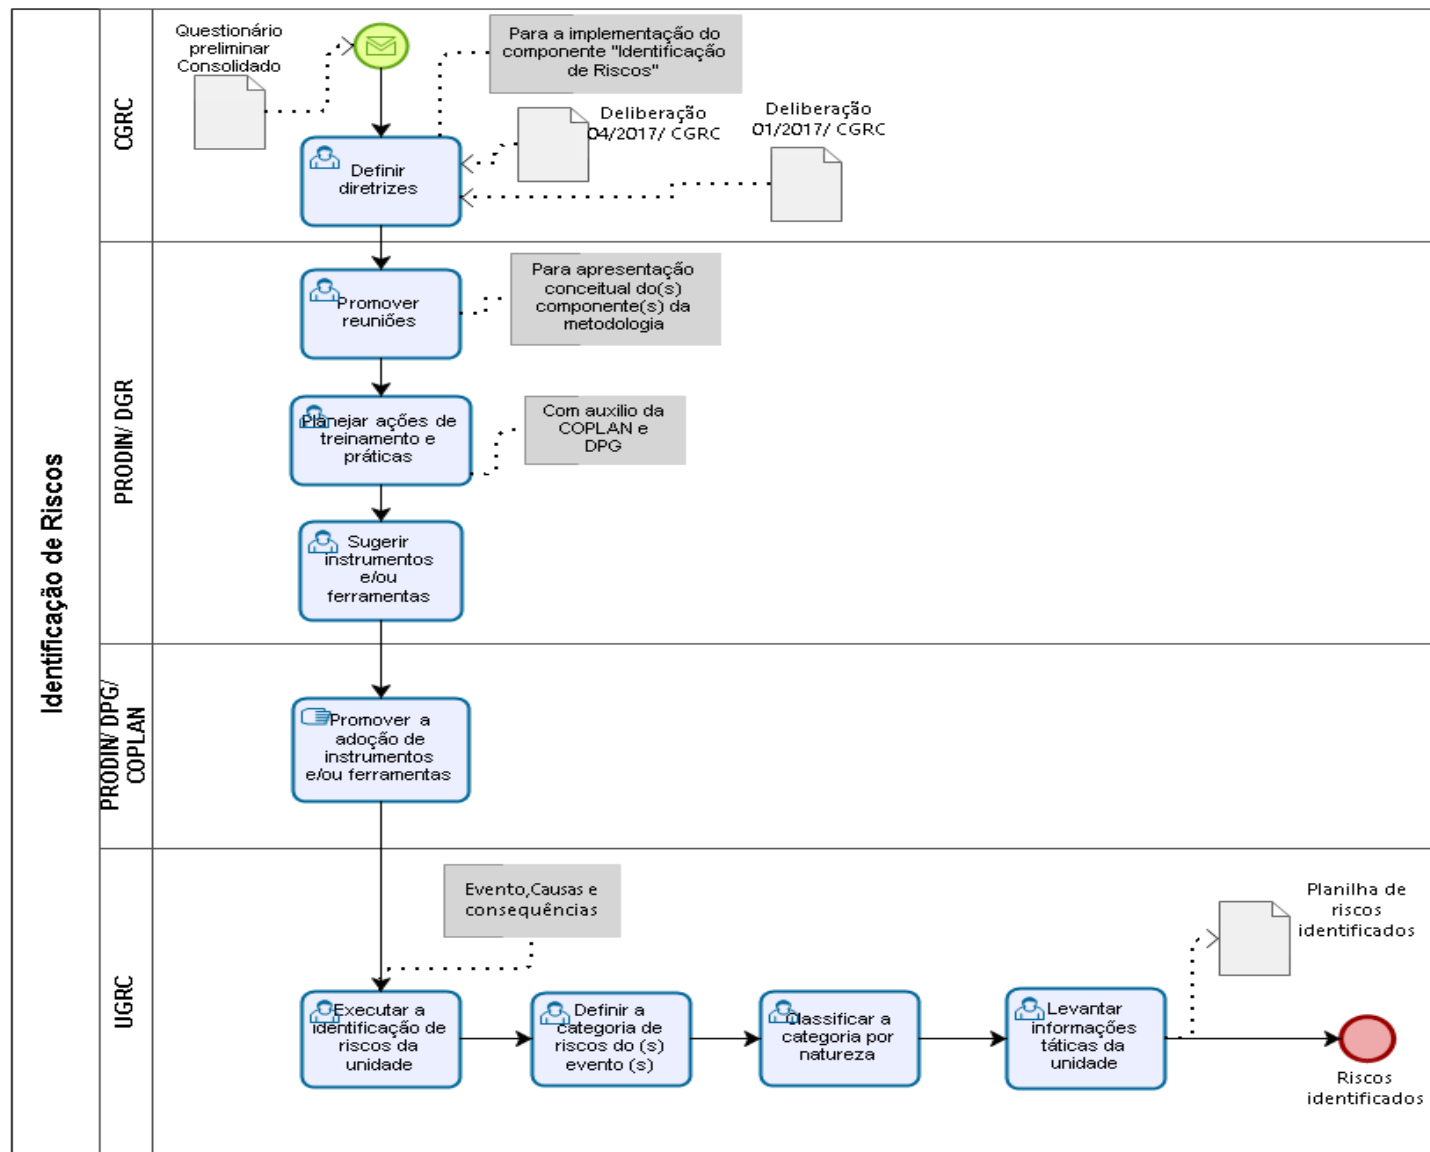 Identificação de Riscos
CGRC
Questionário
preliminar
Consolidado
Para a implementação do
componente "Identificação
de Riscos"
Deliberação
04/2017/ CGRC
Deliberação
01/2017/ CGRC
Definir
diretrizes
PRODIN/ DGR
Promover
reuniões
Para apresentação
conceitual do(s)
componente(s) da
metodologia
Planejar ações de
treinamento e
práticas
Com auxilio da
COPLAN e
DPG
Sugerir
instrumentos
e/ou
ferramentas
PRODIN/ DPG/
COPLAN
Promover a
adoção de
instrumentos
e/ou ferramentas
UGRC
Evento,Causas e
consequências
Executar a
identificação de
riscos da
unidade
Definir a
categoria de
riscos do (s)
evento (s)
Classificar a
categoria por
natureza
Levantar
informações
táticas da
unidade
Planilha de
riscos
identificados
Riscos
identificados